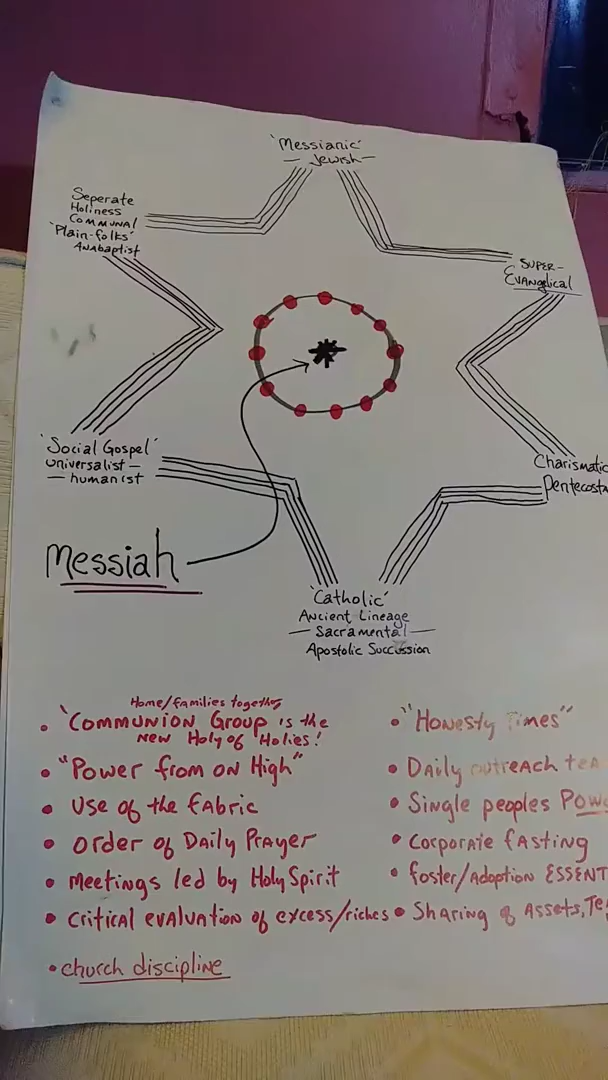 'Messianic'
— Jewish —
Seperate
Holiness
Communal
'Plain-folks'
Anabaptist
SUPER-
Evangelical
'Social Gospel'
universalist —
— humanist
Charismatic
Pentecosta
Messiah
'Catholic'
Ancient Lineage
— Sacramental —
Apostolic Succession
Home/families together
• 'Communion Group is the
new Holy of Holies!
• "Power from on High"
• Use of the fabric
• Order of Daily Prayer
• Meetings led by Holy Spirit
• Critical evaluation of excess/riches
• church discipline
• "Honesty Times"
• Daily outreach tea
• Single peoples Pow
• Corporate fasting
• foster/Adoption ESSENT
• Sharing of Assets, Te